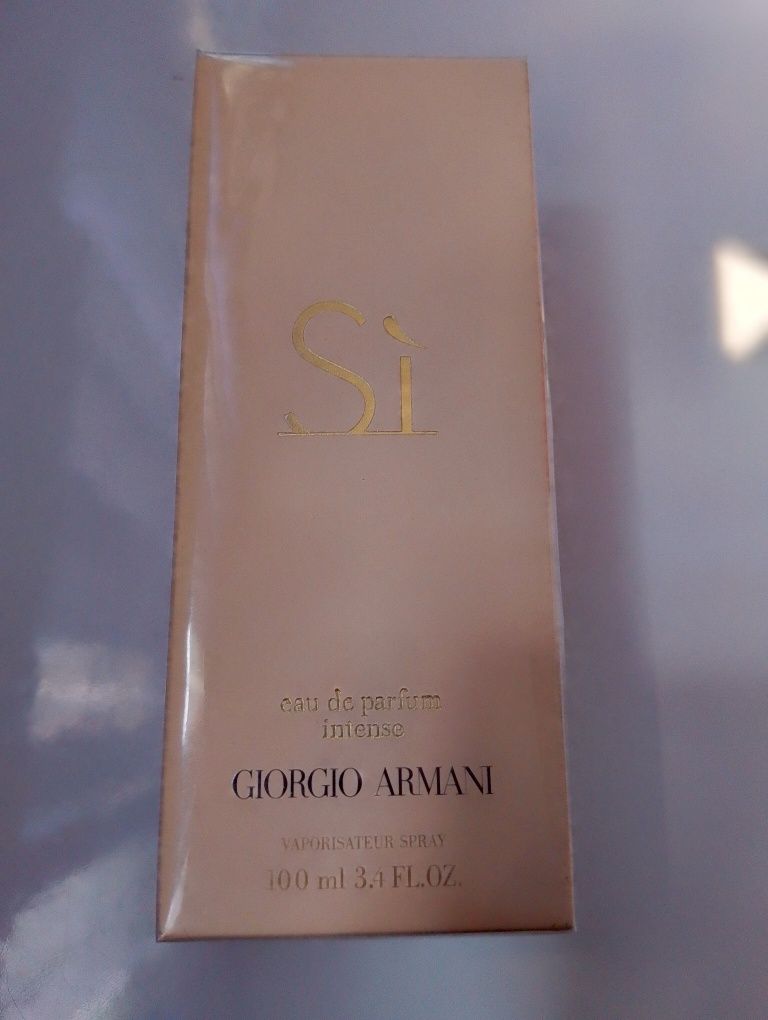 Sì
eau de parfum
intense
GIORGIO ARMANI
VAPORISATEUR SPRAY
100 ml 3.4 FL.OZ.